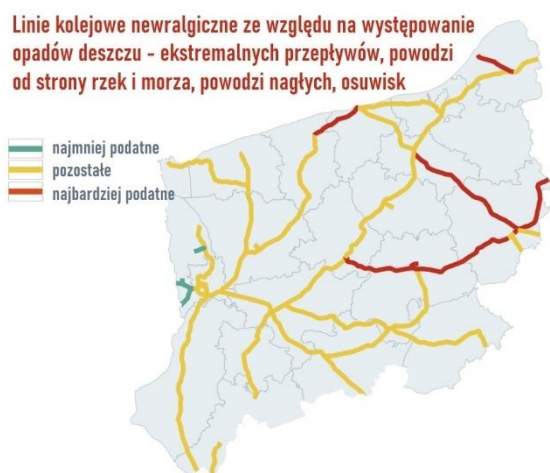 Linie kolejowe newralgiczne ze względu na występowanie
opadów deszczu - ekstremalnych przepływów, powodzi
od strony rzek i morza, powodzi nagłych, osuwisk
najmniej podatne
pozostałe
najbardziej podatne